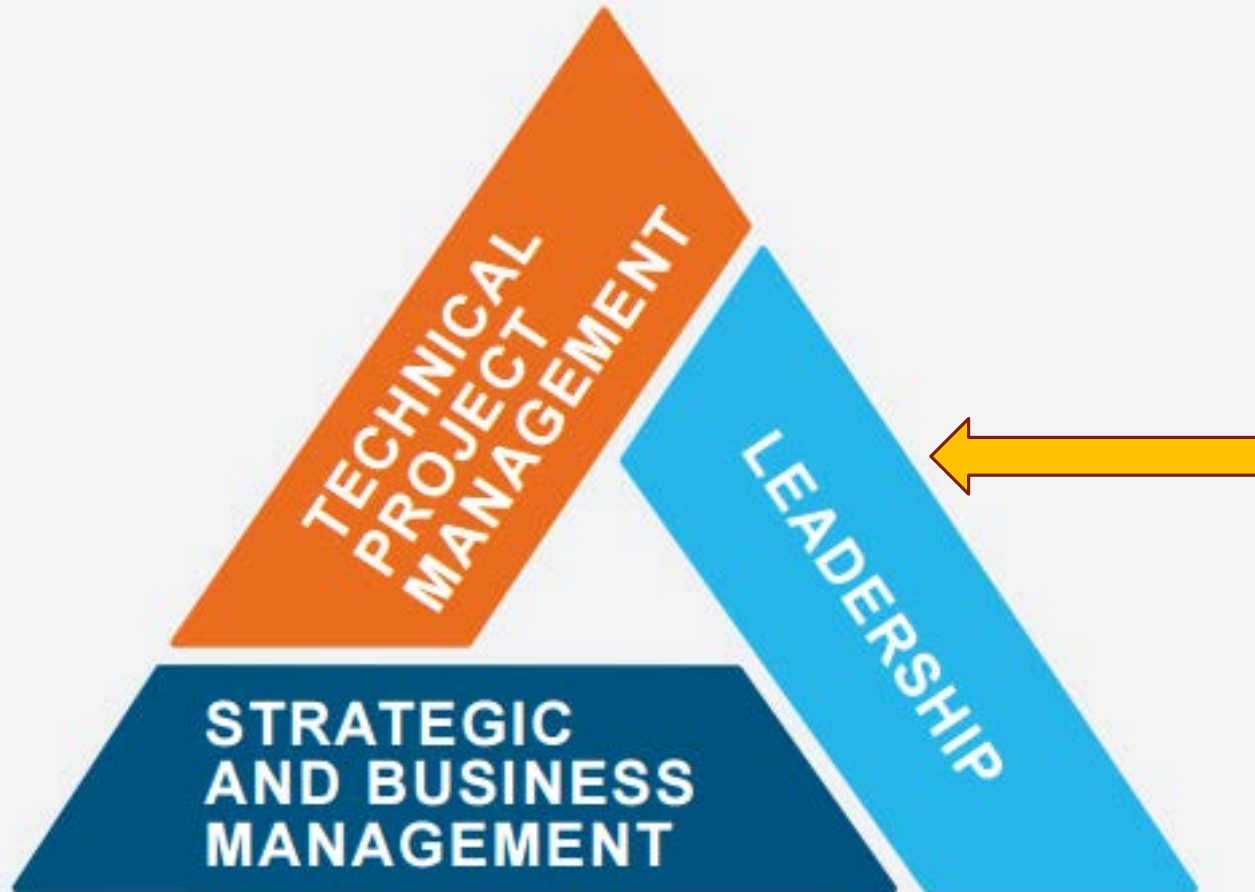 TECHNICAL
PROJECT
MANAGEMENT
LEADERSHIP
STRATEGIC
AND BUSINESS
MANAGEMENT